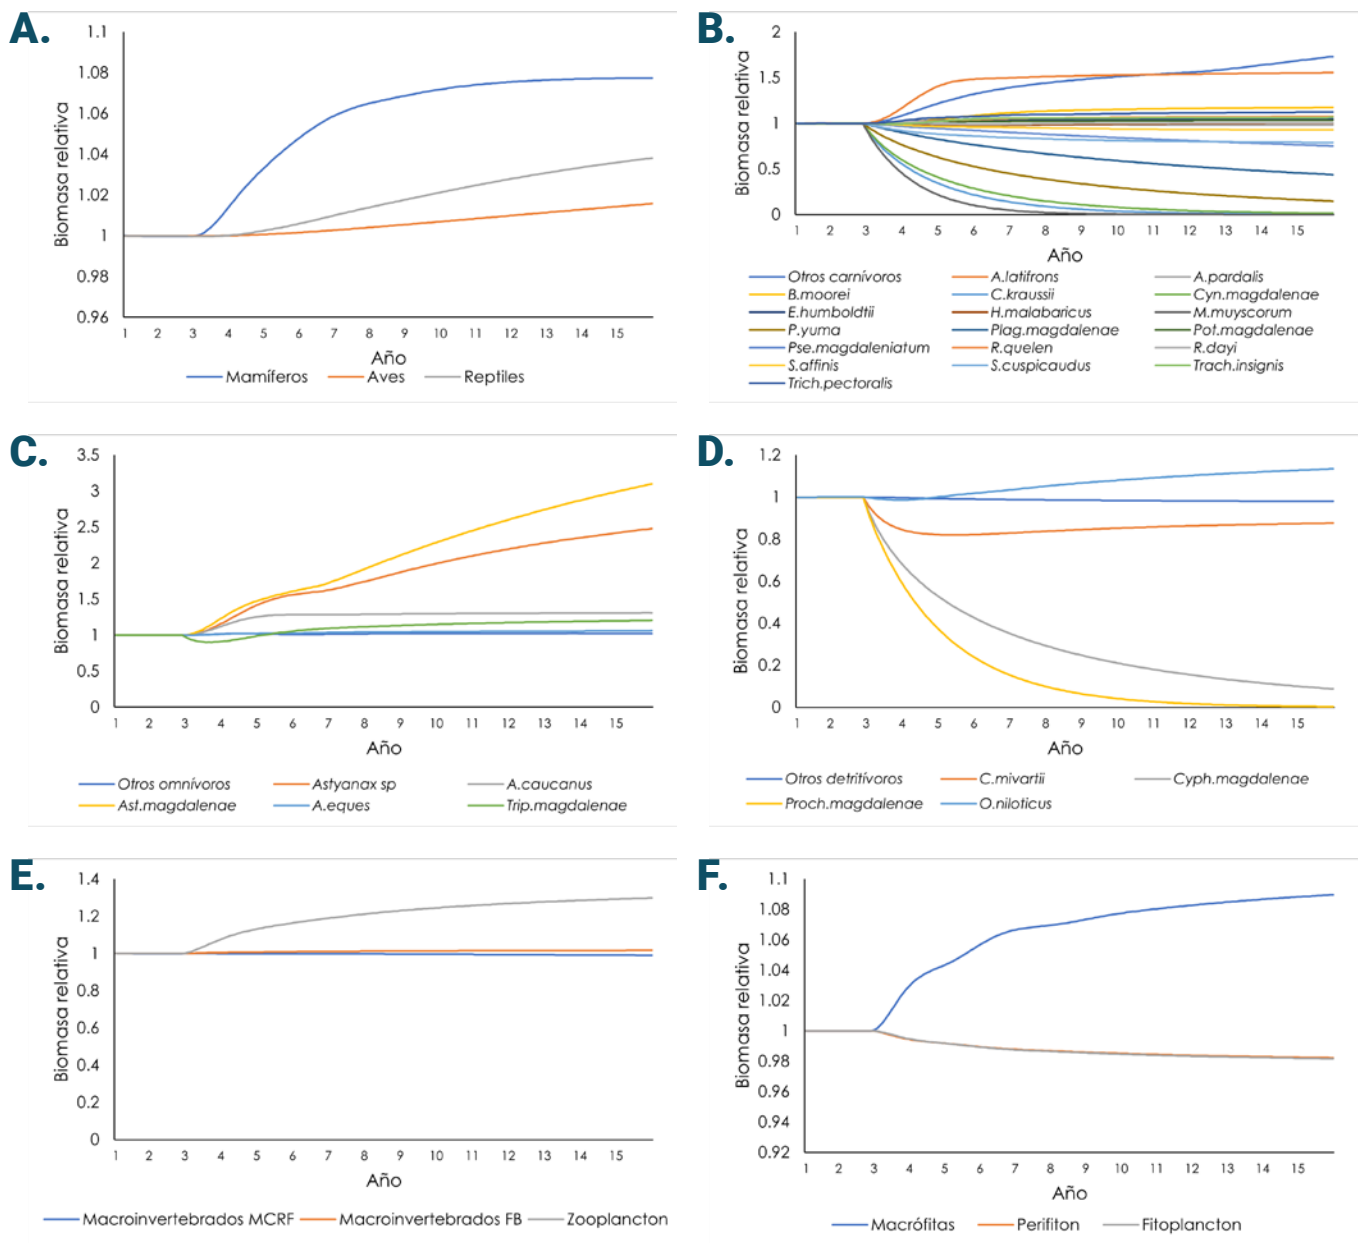 A.
Biomasa relativa
1.1
1.08
1.06
1.04
1.02
1
0.98
0.96
1 2 3 4 5 6 7 8 9 10 11 12 13 14 15
Año
Mamíferos Aves Reptiles
B.
Biomasa relativa
2
1.5
1
0.5
0
1 2 3 4 5 6 7 8 9 10 11 12 13 14 15
Año
Otros carnívoros A.latifrons A.pardalis
B.moorei C.kraussii Cyn.magdalenae
E.humboldtii H.malabaricus M.muyscorum
P.yuma Plag.magdalenae Pot.magdalenae
Pse.magdaleniatum R.quelen R.dayi
S.affinis S.cuspicaudus Trach.insignis
Trich.pectoralis
C.
Biomasa relativa
3.5
3
2.5
2
1.5
1
0.5
0
1 2 3 4 5 6 7 8 9 10 11 12 13 14 15
Año
Otros omnívoros Astyanax sp A.caucanus
Ast.magdalenae A.eques Trip.magdalenae
D.
Biomasa relativa
1.2
1
0.8
0.6
0.4
0.2
0
1 2 3 4 5 6 7 8 9 10 11 12 13 14 15
Año
Otros detritívoros C.mivartii Cyph.magdalenae
Proch.magdalenae O.niloticus
E.
Biomasa relativa
1.4
1.2
1
0.8
0.6
0.4
0.2
0
1 2 3 4 5 6 7 8 9 10 11 12 13 14 15
Año
Macroinvertebrados MCRF Macroinvertebrados FB Zooplancton
F.
Biomasa relativa
1.1
1.08
1.06
1.04
1.02
1
0.98
0.96
0.94
0.92
1 2 3 4 5 6 7 8 9 10 11 12 13 14 15
Año
Macrófitas Perifiton Fitoplancton